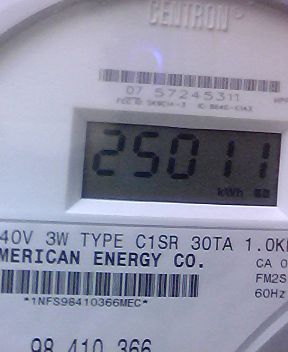 CENTRON®
07 57245311
25011
kWh
40V 3W TYPE C1SR 30TA 1.0K
MERICAN ENERGY CO.
CA 0
FM2S
60Hz
*1NFS98410366MEC*
98 410 366